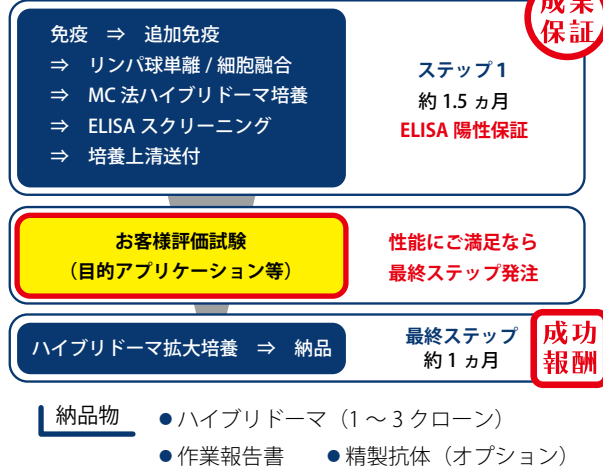 成果
保証
免疫 ⇒ 追加免疫
⇒ リンパ球単離 / 細胞融合
⇒ MC 法ハイブリドーマ培養
⇒ ELISA スクリーニング
⇒ 培養上清送付
ステップ 1
約 1.5 ヵ月
ELISA 陽性保証
お客様評価試験
(目的アプリケーション等)
性能にご満足なら
最終ステップ発注
ハイブリドーマ拡大培養 ⇒ 納品
最終ステップ
約 1 ヵ月
成功
報酬
納品物
●ハイブリドーマ（1 ～ 3 クローン）
●作業報告書 ●精製抗体（オプション）